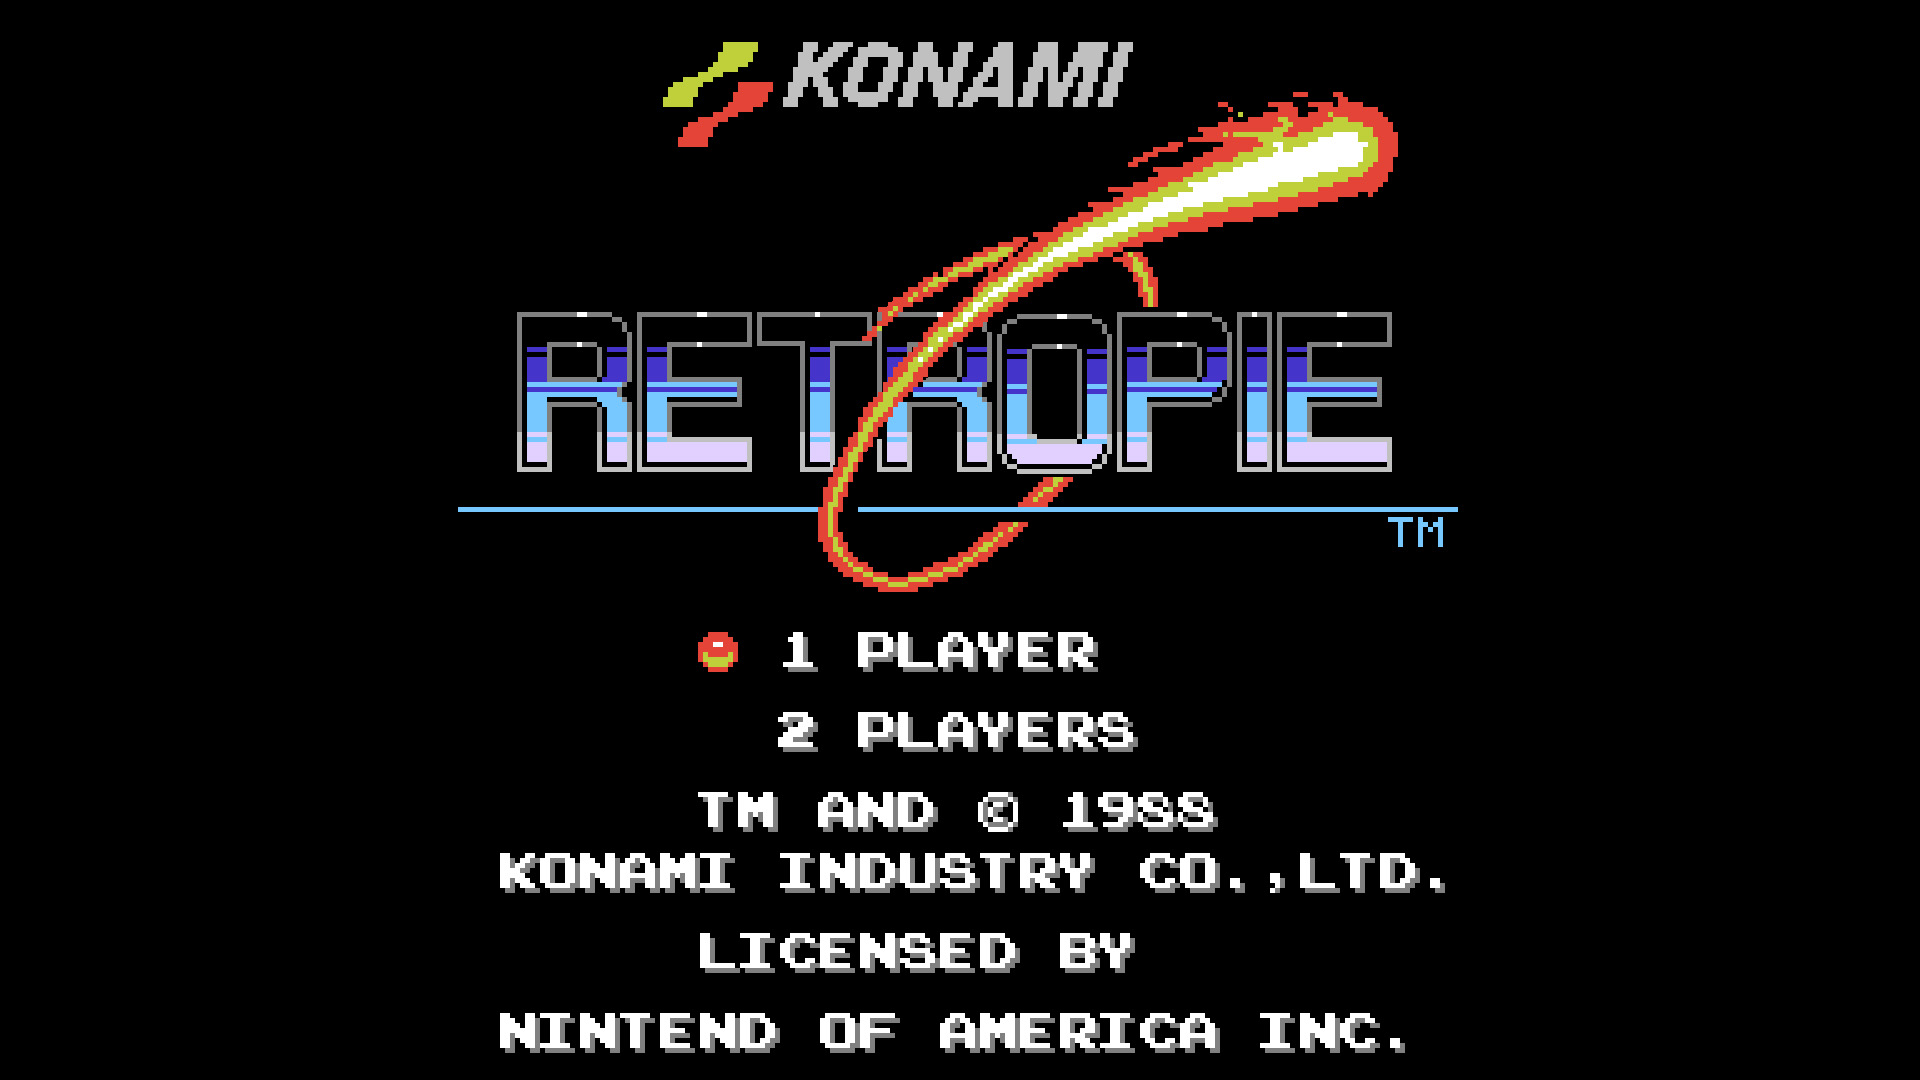 KONAMI
RETROPIE
TM
1 PLAYER
2 PLAYERS
TM AND © 1988
KONAMI INDUSTRY CO.,LTD.
LICENSED BY
NINTEND OF AMERICA INC.